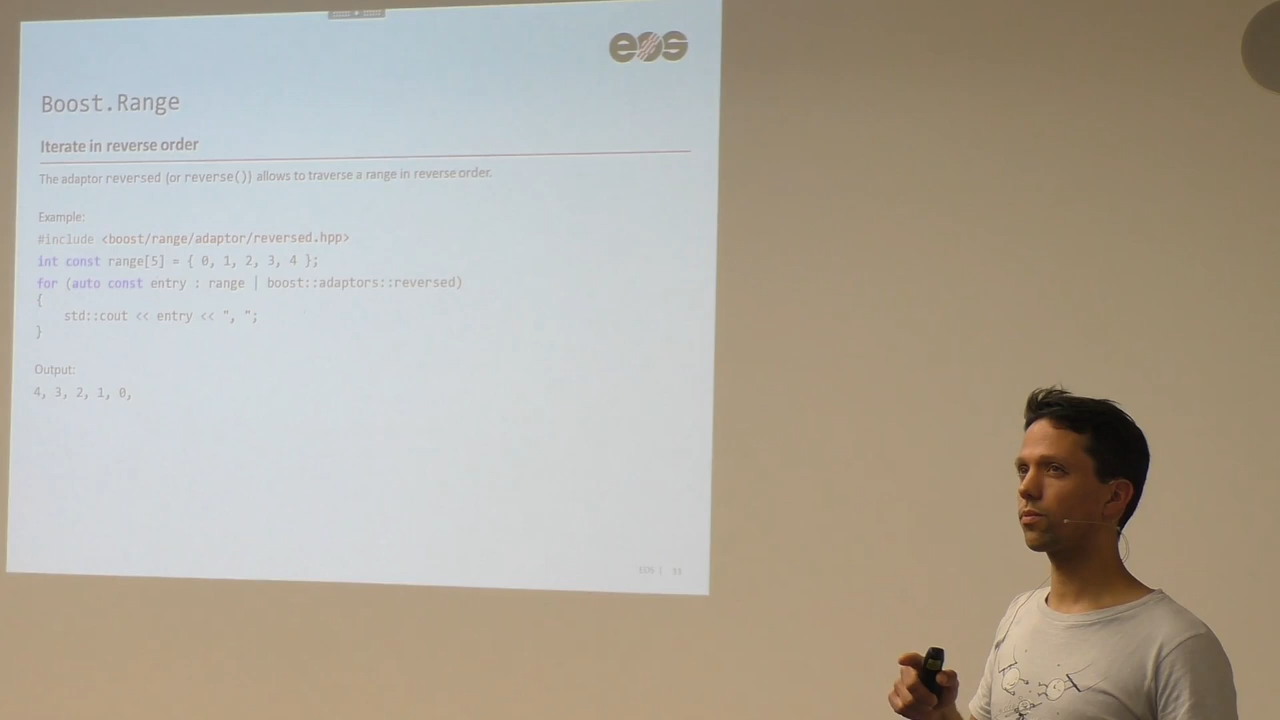 eos
Boost.Range
Iterate in reverse order
The adaptor reversed (or reverse()) allows to traverse a range in reverse order.
Example:
#include <boost/range/adaptor/reversed.hpp>
int const range[5] = { 0, 1, 2, 3, 4 };
for (auto const entry : range | boost::adaptors::reversed)
{
    std::cout << entry << ", ";
}
Output:
4, 3, 2, 1, 0,
EOS |